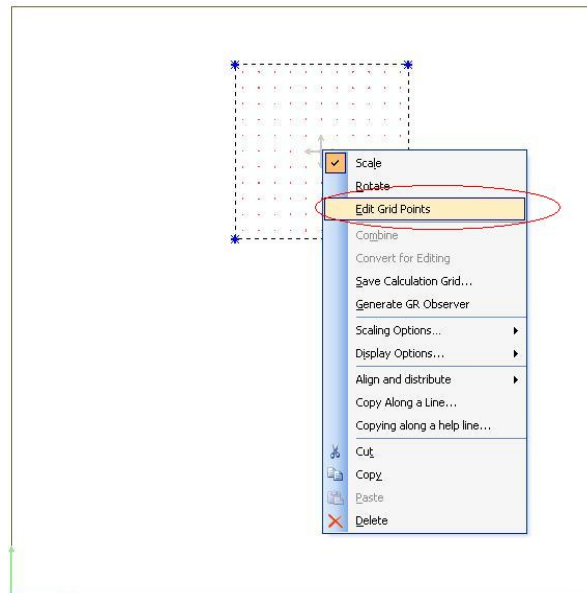 Scale
Rotate
Edit Grid Points
Combine
Convert for Editing
Save Calculation Grid...
Generate GR Observer
Scaling Options...
Display Options...
Align and distribute
Copy Along a Line...
Copying along a help line...
Cut
Copy
Paste
Delete